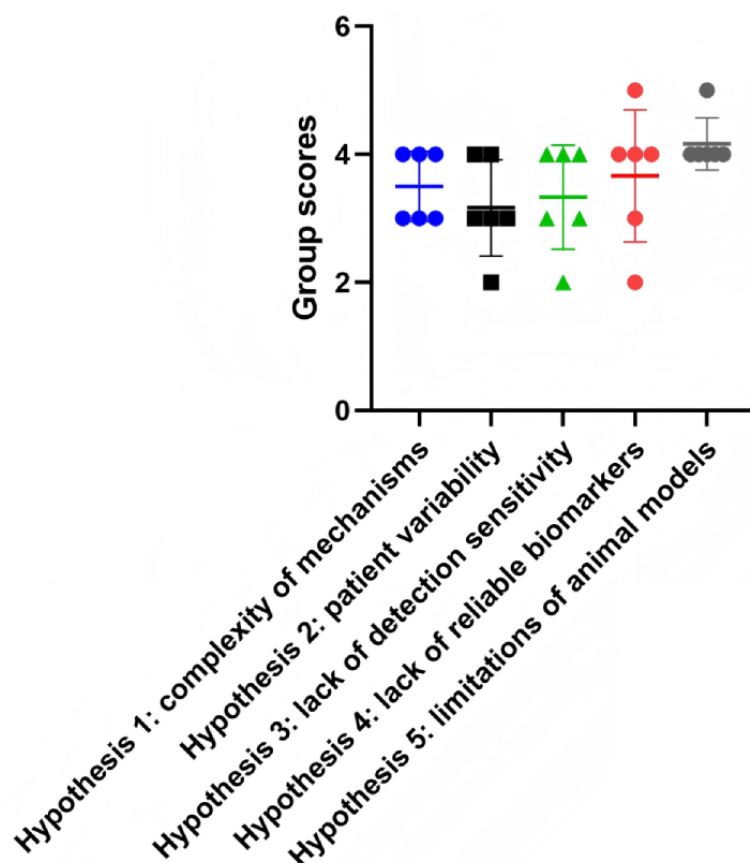 Group scores
6
4
2
0
Hypothesis 1: complexity of mechanisms
Hypothesis 2: patient variability
Hypothesis 3: lack of detection sensitivity
Hypothesis 4: lack of reliable biomarkers
Hypothesis 5: limitations of animal models